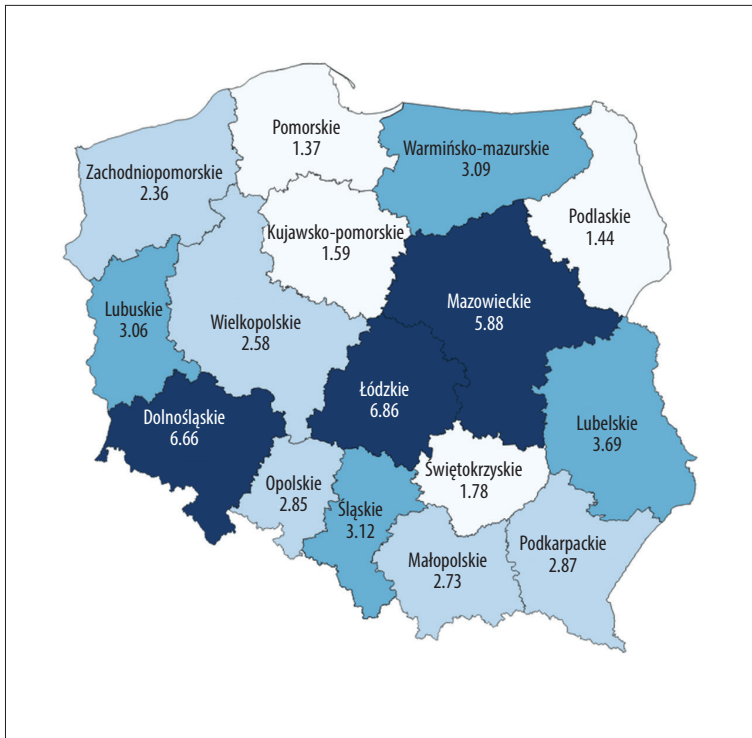 Pomorskie
1.37
Warmińsko-mazurskie
3.09
Zachodniopomorskie
2.36
Podlaskie
1.44
Kujawsko-pomorskie
1.59
Mazowieckie
5.88
Lubuskie
3.06
Wielkopolskie
2.58
Łódzkie
6.86
Dolnośląskie
6.66
Lubelskie
3.69
Świętokrzyskie
1.78
Opolskie
2.85
Śląskie
3.12
Podkarpackie
2.87
Małopolskie
2.73